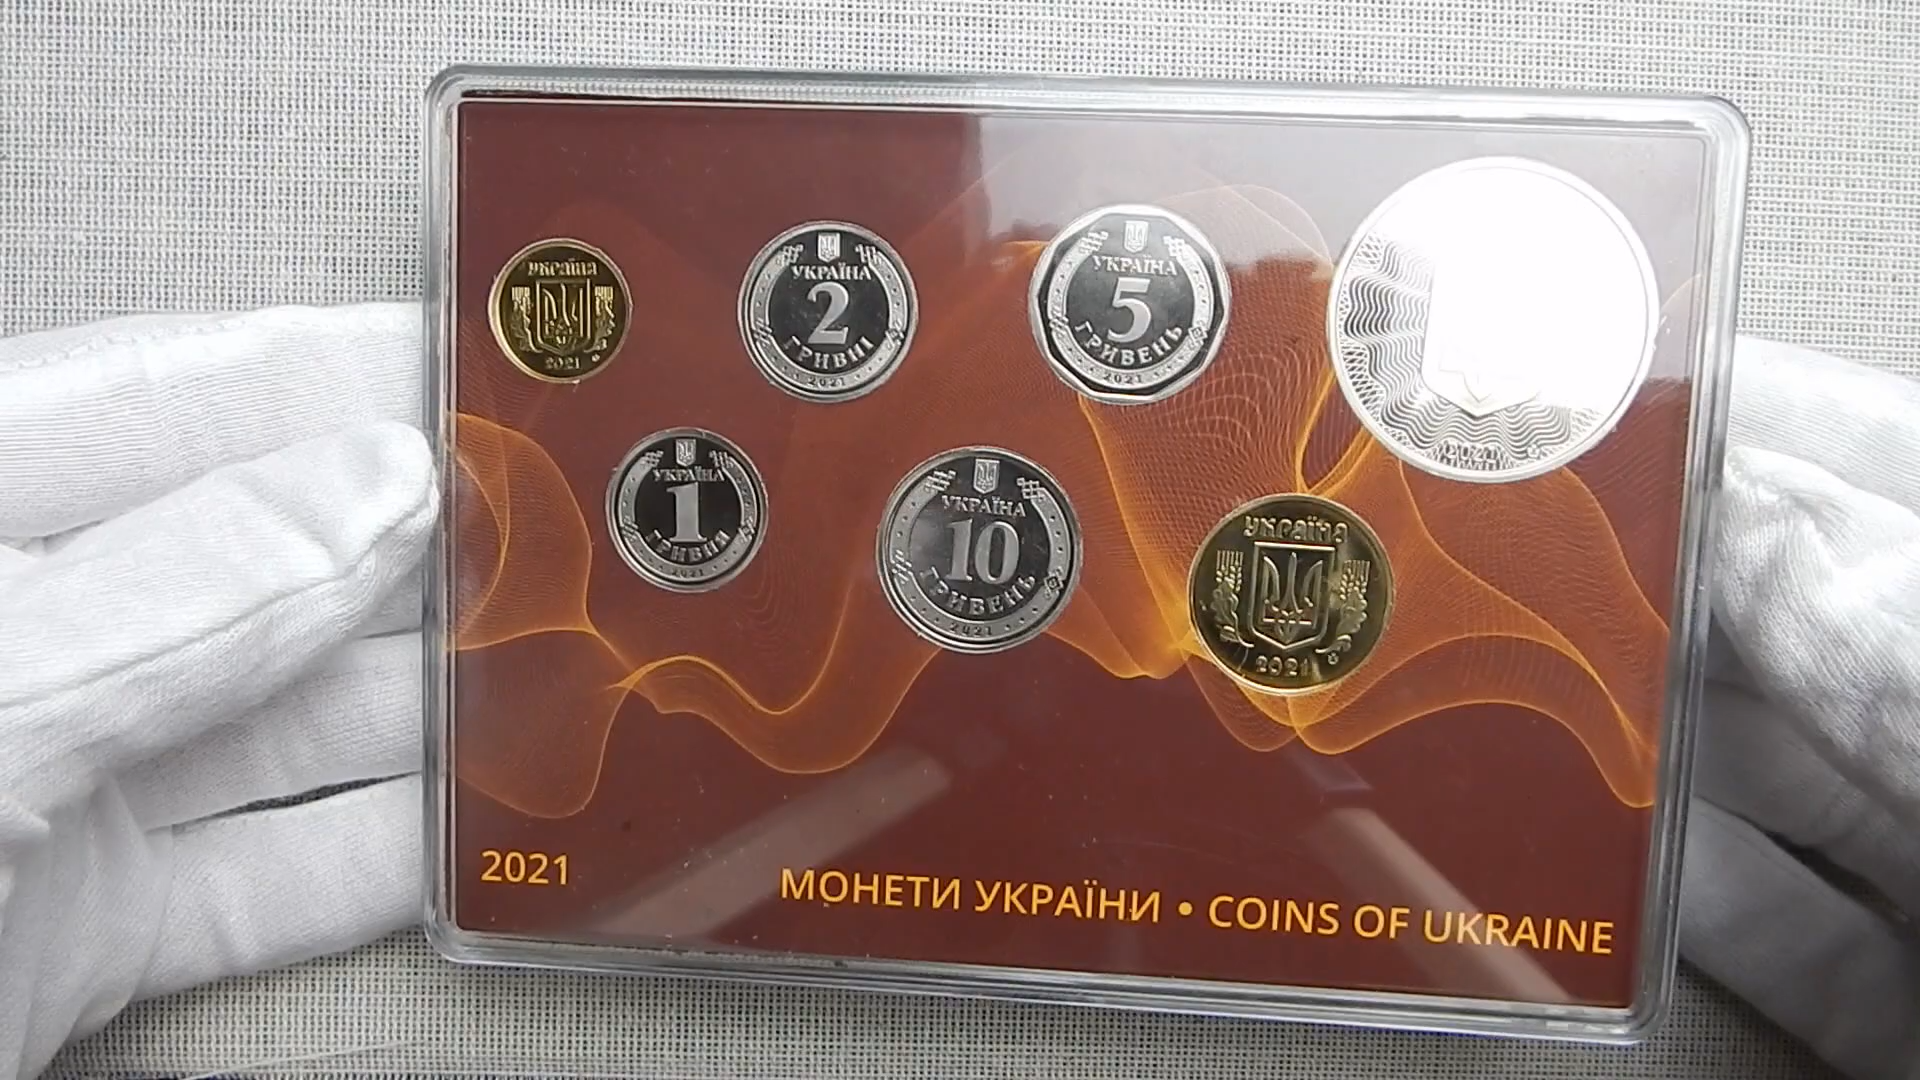 україна
2021
УКРАЇНА
2
ГРИВНІ
2021
УКРАЇНА
5
ГРИВЕНЬ
2021
2021
УКРАЇНА
1
ГРИВНЯ
2021
УКРАЇНА
10
ГРИВЕНЬ
2021
україна
2021
2021
МОНЕТИ УКРАЇНИ • COINS OF UKRAINE